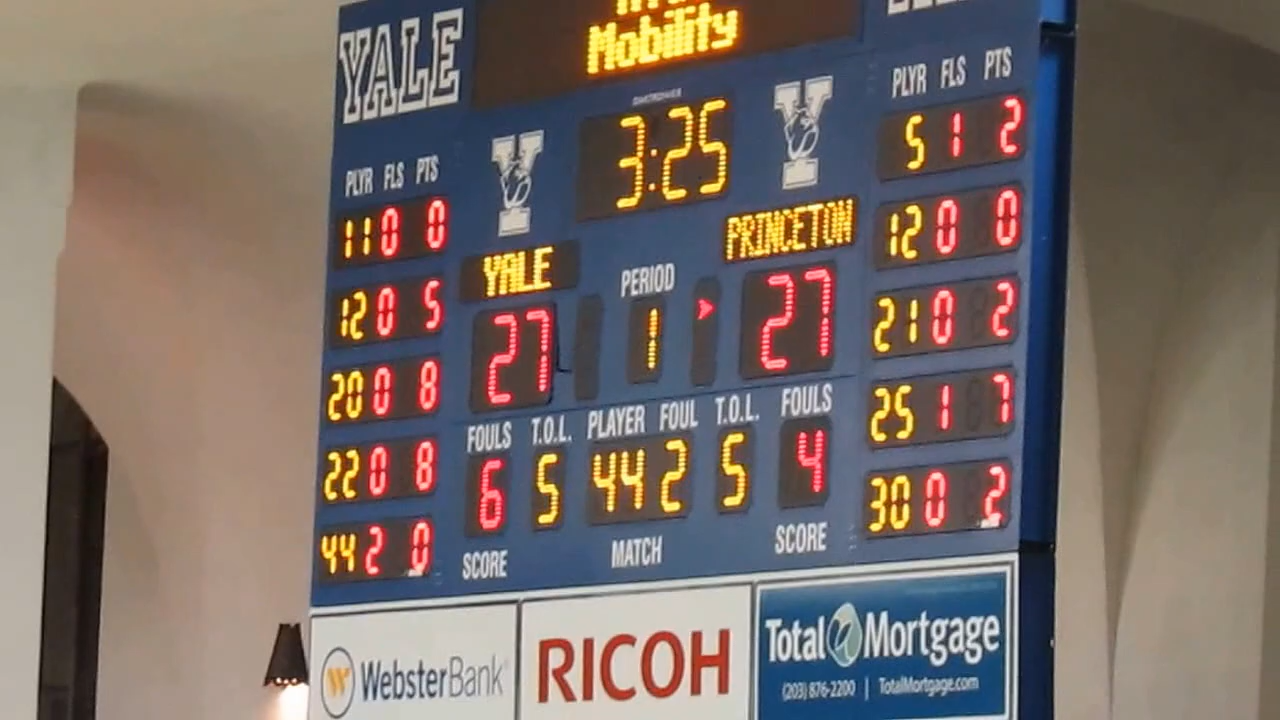 YALE
Mobility
3:25
PLYR FLS PTS
5 1 2
12 0 0
21 0 2
25 1 7
30 0 2
PLYR FLS PTS
11 0 0
12 0 5
20 0 8
22 0 8
44 2 0
Y
Y
YALE
PRINCETON
PERIOD
27 1 27
FOULS T.O.L. PLAYER FOUL T.O.L. FOULS
6 5 44 2 5 4
SCORE MATCH SCORE
WebsterBank
RICOH
Total Mortgage
(203) 876-2200 | TotalMortgage.com